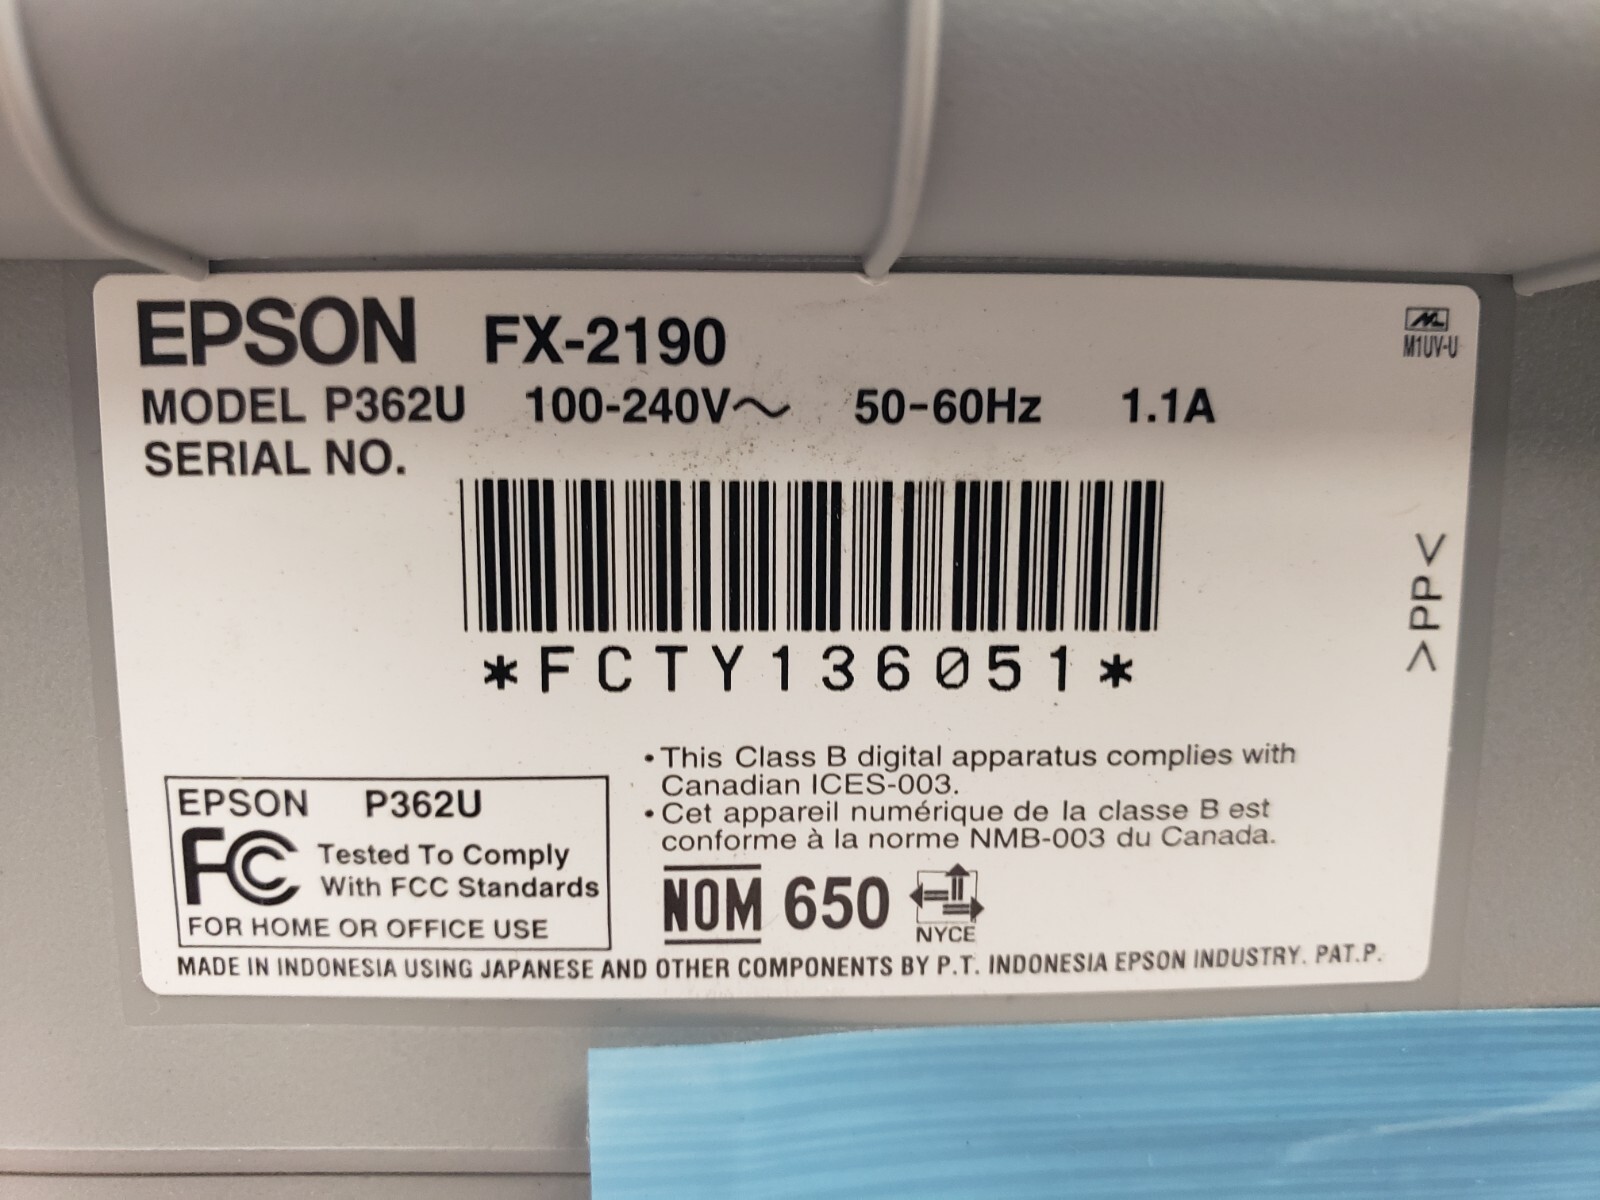 EPSON FX-2190
M1UV-U
MODEL P362U 100-240V~ 50-60Hz 1.1A
SERIAL NO.
*FCTY136051*
>PP<
• This Class B digital apparatus complies with
Canadian ICES-003.
• Cet appareil numérique de la classe B est
conforme à la norme NMB-003 du Canada.
EPSON P362U
FC Tested To Comply
With FCC Standards
FOR HOME OR OFFICE USE
NOM 650
NYCE
MADE IN INDONESIA USING JAPANESE AND OTHER COMPONENTS BY P.T. INDONESIA EPSON INDUSTRY. PAT.P.